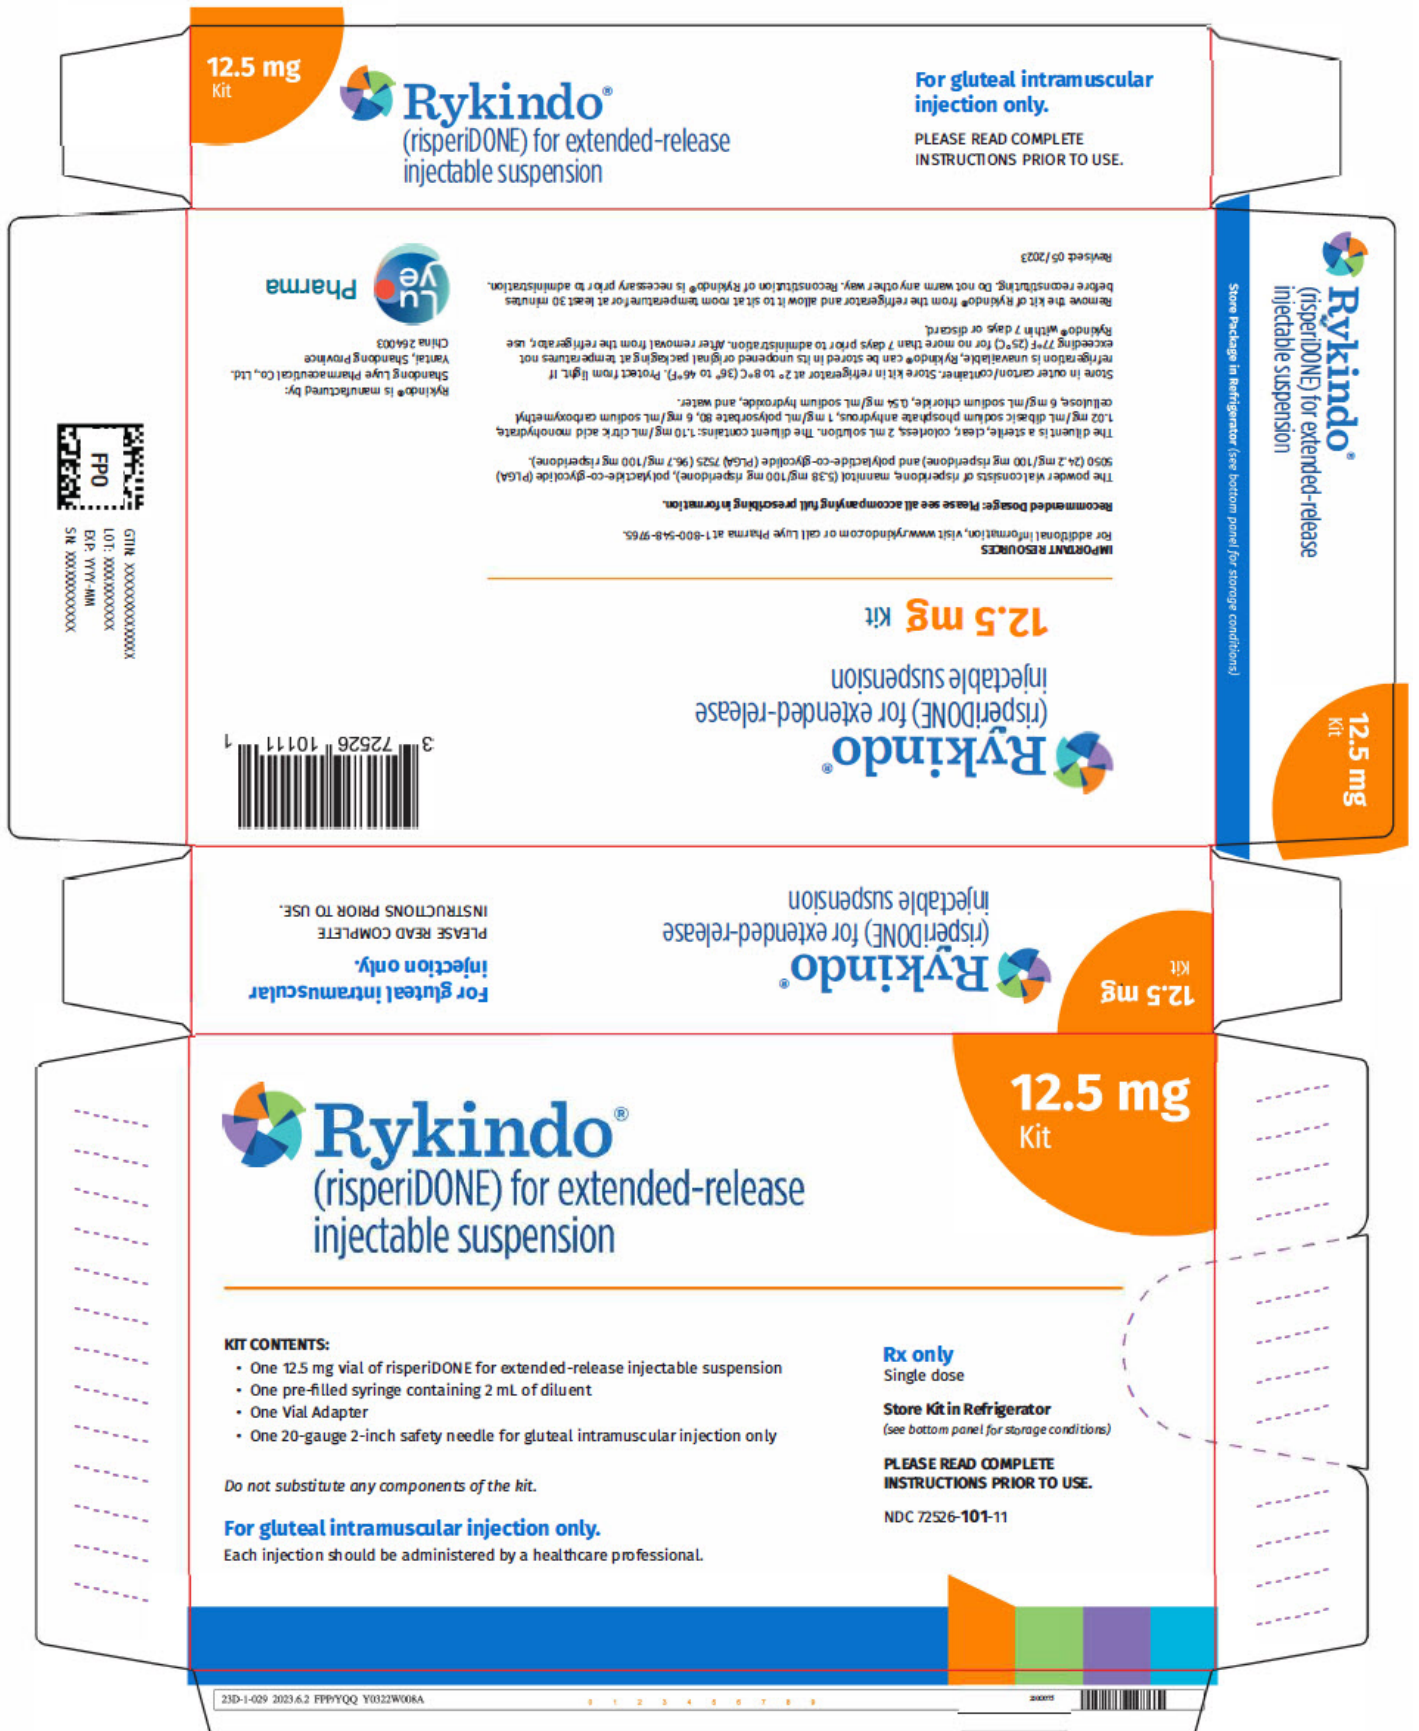 12.5 mg
Kit
Rykindo®
(risperiDONE) for extended-release
injectable suspension
For gluteal intramuscular
injection only.
PLEASE READ COMPLETE
INSTRUCTIONS PRIOR TO USE.
Rykindo®
(risperiDONE) for extended-release
injectable suspension
12.5 mg
Kit
Store Package in Refrigerator (see bottom panel for storage conditions)
FPO
GTIN: XXXXXXXXXXXXXX
LOT: XXXXXXXXXXXX
EXP: YYYY-MM
S/N: XXXXXXXXXXXX
Rykindo®
(risperiDONE) for extended-release
injectable suspension
12.5 mg Kit
3 72526 10111 1
IMPORTANT RESOURCES
For additional information, visit www.rykindo.com or call Luye Pharma at 1-800-548-9765.
Recommended Dosage: Please see all accompanying full prescribing information.
The powder vial consists of risperidone, mannitol (5.38 mg/100 mg risperidone), polylactide-co-glycolide (PLGA)
5050 (24.2 mg/100 mg risperidone) and polylactide-co-glycolide (PLGA) 7525 (96.7 mg/100 mg risperidone).
The diluent is a sterile, clear, colorless, 2 mL solution. The diluent contains: 1.10 mg/mL citric acid monohydrate,
1.02 mg/mL dibasic sodium phosphate anhydrous, 1 mg/mL polysorbate 80, 6 mg/mL sodium carboxymethyl
cellulose, 6 mg/mL sodium chloride, 0.54 mg/mL sodium hydroxide, and water.
Store in outer carton/container. Store kit in refrigerator at 2° to 8°C (36° to 46°F). Protect from light. If
refrigeration is unavailable, Rykindo® can be stored in its unopened original packaging at temperatures not
exceeding 77°F (25°C) for no more than 7 days prior to administration. After removal from the refrigerator, use
Rykindo® within 7 days or discard.
Remove the kit of Rykindo® from the refrigerator and allow it to sit at room temperature for at least 30 minutes
before reconstituting. Do not warm any other way. Reconstitution of Rykindo® is necessary prior to administration.
Revised: 05/2023
Rykindo® is manufactured by:
Shandong Luye Pharmaceutical Co., Ltd.
Yantai, Shandong Province
China 264003
Lu
ye
Pharma
12.5 mg
Kit
Rykindo®
(risperiDONE) for extended-release
injectable suspension
For gluteal intramuscular
injection only.
PLEASE READ COMPLETE
INSTRUCTIONS PRIOR TO USE.
Rykindo®
(risperiDONE) for extended-release
injectable suspension
12.5 mg
Kit
KIT CONTENTS:
• One 12.5 mg vial of risperiDONE for extended-release injectable suspension
• One pre-filled syringe containing 2 mL of diluent
• One Vial Adapter
• One 20-gauge 2-inch safety needle for gluteal intramuscular injection only
Do not substitute any components of the kit.
For gluteal intramuscular injection only.
Each injection should be administered by a healthcare professional.
Rx only
Single dose
Store Kit in Refrigerator
(see bottom panel for storage conditions)
PLEASE READ COMPLETE
INSTRUCTIONS PRIOR TO USE.
NDC 72526-101-11
23D-1-029 2023.6.2 FPP/YQQ Y0322W008A
0 1 2 3 4 5 6 7 8 9